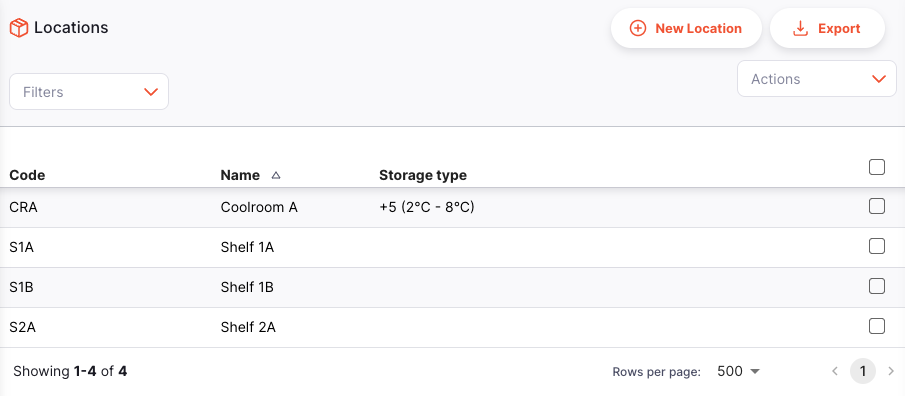 Locations
New Location
Export
Filters
Actions
Code Name Storage type
CRA Coolroom A +5 (2°C - 8°C)
S1A Shelf 1A
S1B Shelf 1B
S2A Shelf 2A
Showing 1-4 of 4 Rows per page: 500 1